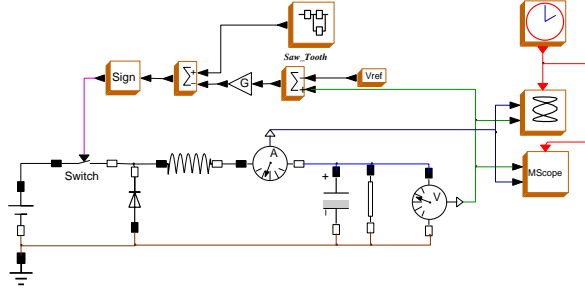 Saw_Tooth
Sign
Σ
+
−
G
Σ
−
+
Vref
A
Switch
MScope
+
V